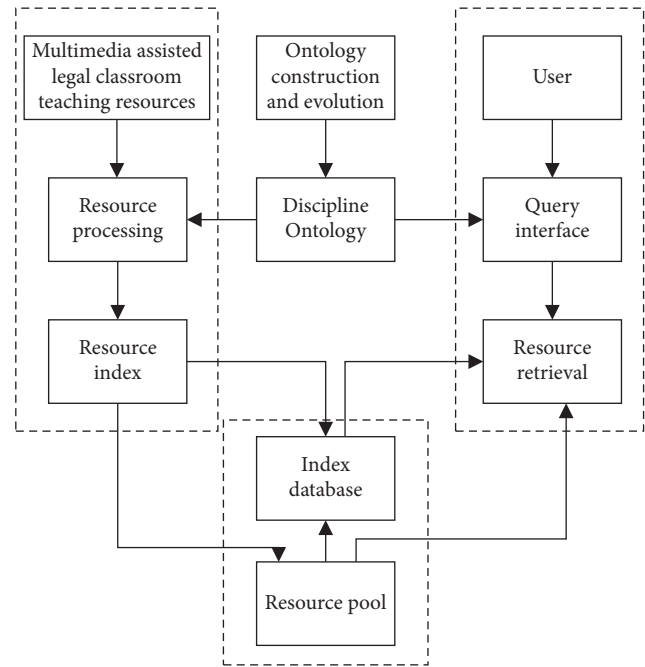 Multimedia assisted
legal classroom
teaching resources
Ontology
construction
and evolution
User
Resource
processing
Discipline
Ontology
Query
interface
Resource
index
Resource
retrieval
Index
database
Resource pool